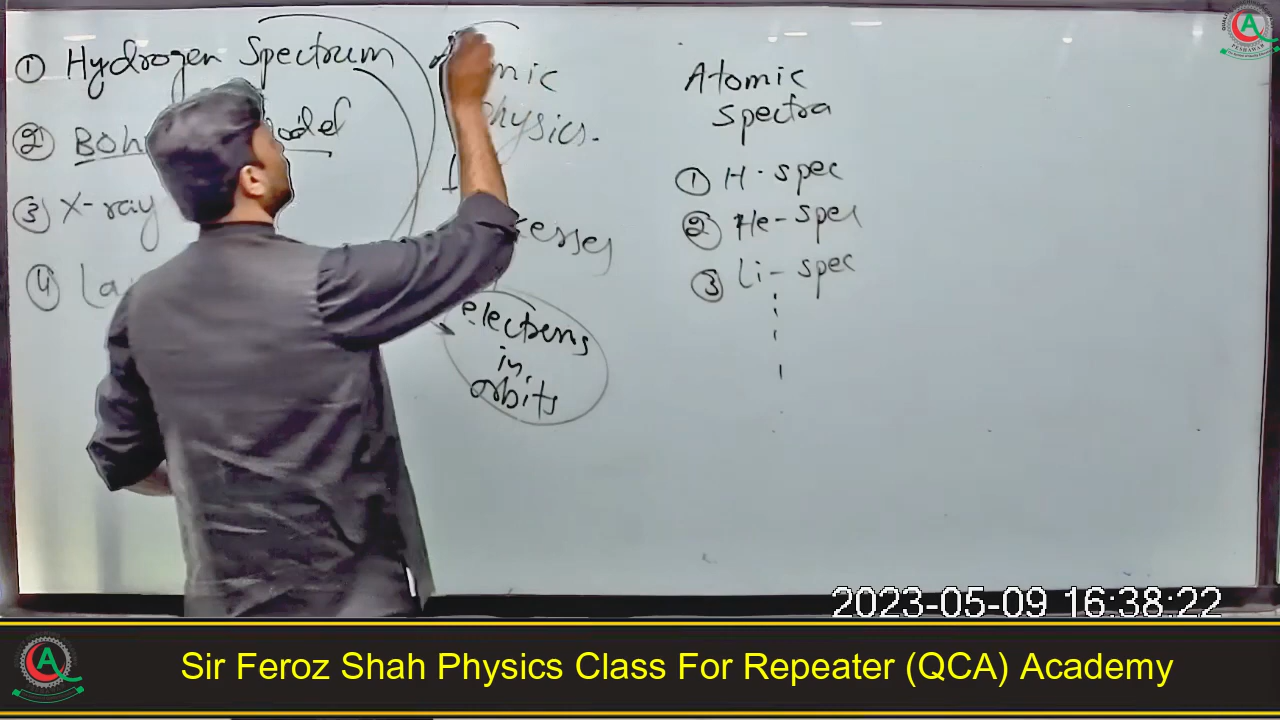 ① Hydrogen Spectrum
② Boh odel
③ X-ray
④ La
mic
physics.
esses
electrons
in
orbits
Atomic
Spectra
① H-spec
② He-spec
③ Li-spec
2023-05-09 16:38:22
Sir Feroz Shah Physics Class For Repeater (QCA) Academy